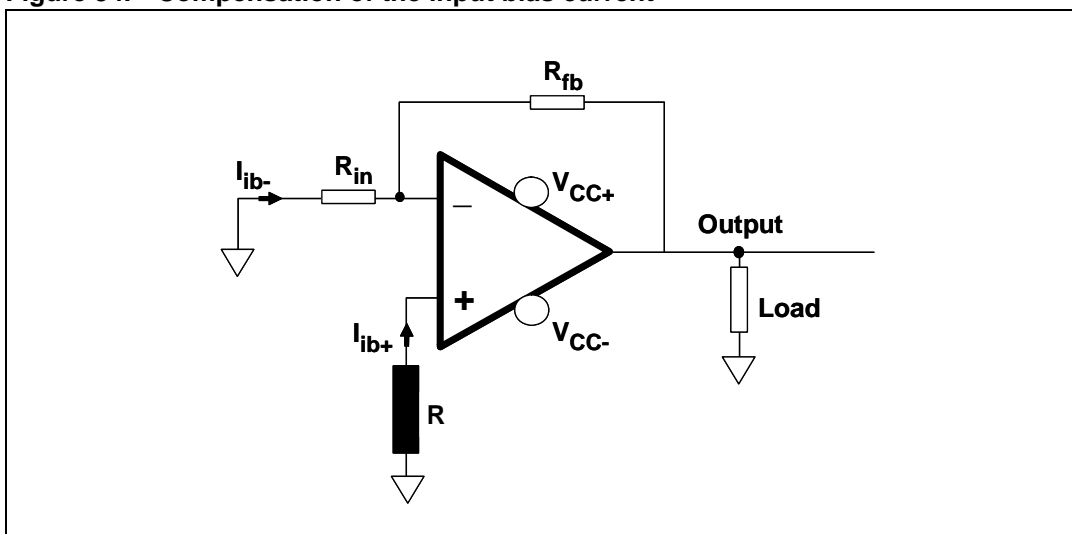 Figure 34. Compensation of the input bias current
Rfb
Iib-
Rin
VCC+
–
Output
+
Load
Iib+
VCC-
R